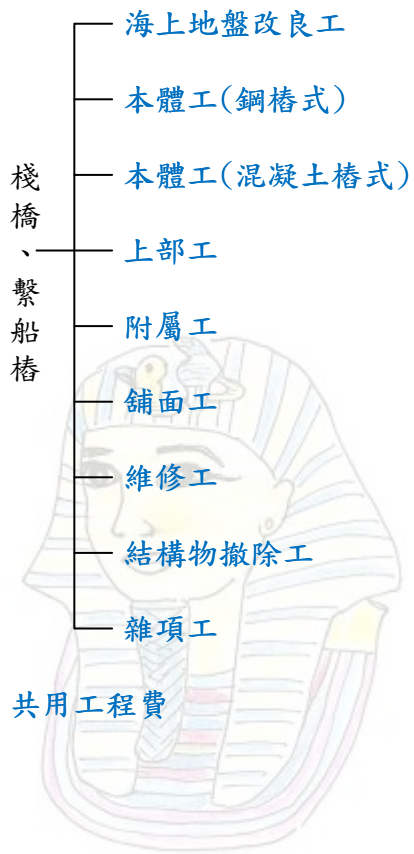 海上地盤改良工
本體工(鋼樁式)
本體工(混凝土樁式)
棧橋、繫船樁
上部工
附屬工
舖面工
維修工
結構物撤除工
雜項工
共用工程費